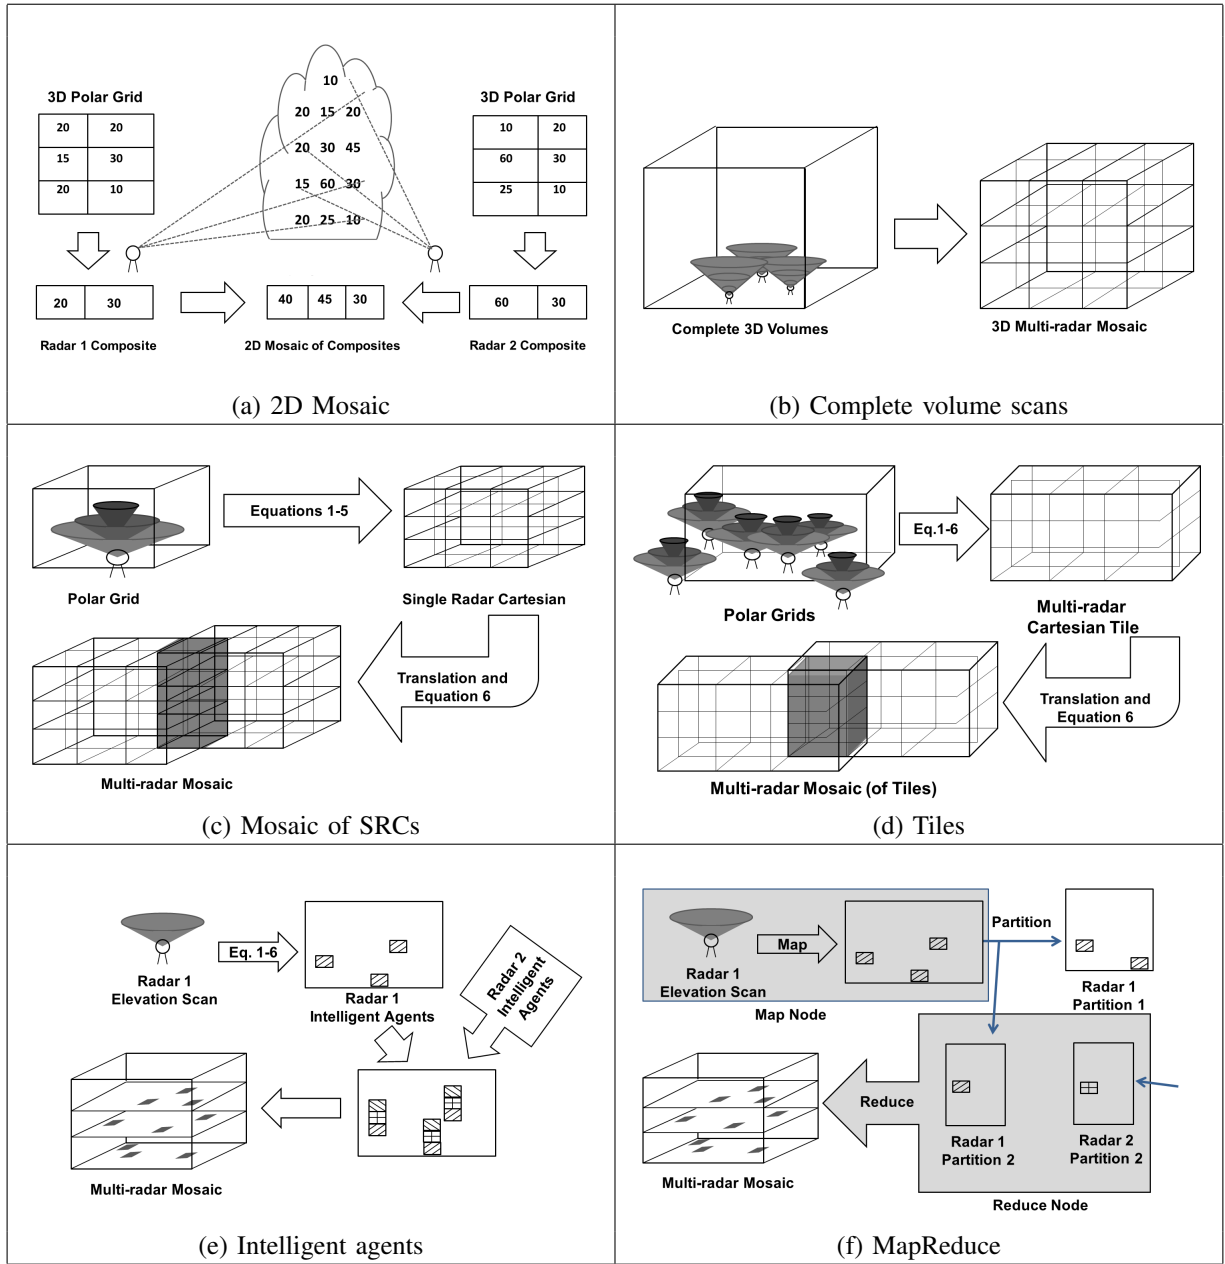 3D Polar Grid
20 20
15 30
20 10
10
20 15 20
20 30 45
15 60 30
20 25 10
3D Polar Grid
10 20
60 30
25 10
20 30
40 45 30
60 30
Radar 1 Composite
2D Mosaic of Composites
Radar 2 Composite
(a) 2D Mosaic
Complete 3D Volumes
3D Multi-radar Mosaic
(b) Complete volume scans
Equations 1-5
Polar Grid
Single Radar Cartesian
Translation and
Equation 6
Multi-radar Mosaic
(c) Mosaic of SRCs
Eq.1-6
Polar Grids
Multi-radar
Cartesian Tile
Translation and
Equation 6
Multi-radar Mosaic (of Tiles)
(d) Tiles
Eq. 1-6
Radar 1
Elevation Scan
Radar 1
Intelligent Agents
Radar 2
Intelligent
Agents
Multi-radar Mosaic
(e) Intelligent agents
Map
Radar 1
Elevation Scan
Map Node
Partition
Radar 1
Partition 1
Reduce
Radar 1
Partition 2
Radar 2
Partition 2
Multi-radar Mosaic
Reduce Node
(f) MapReduce